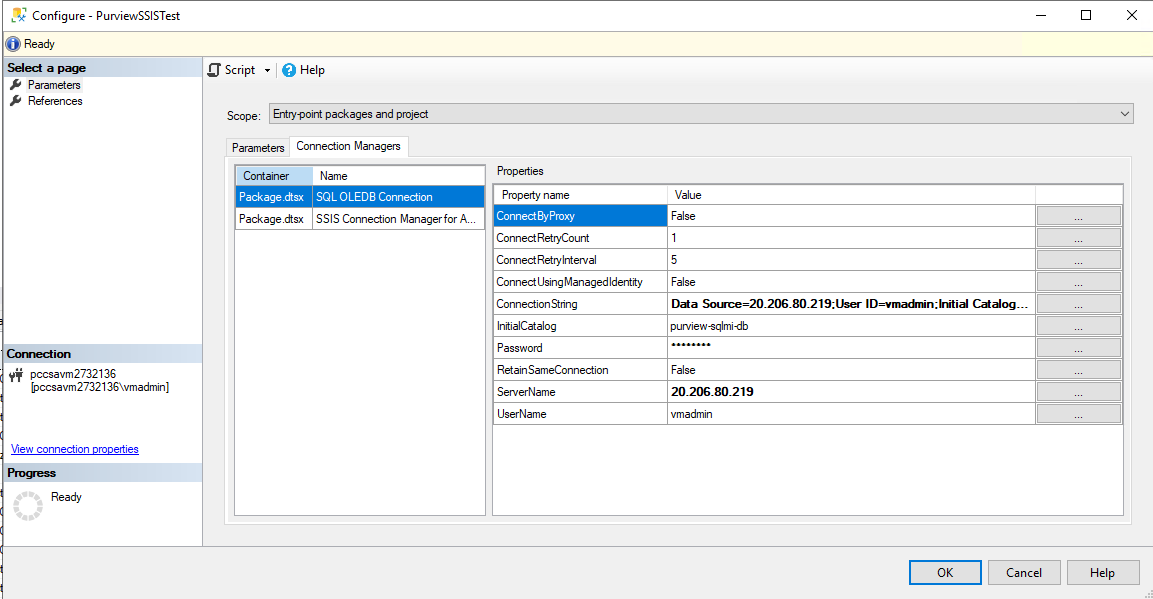 Configure - PurviewSSISTest
Ready
Select a page
Parameters
References
Script
Help
Scope:
Entry-point packages and project
Parameters
Connection Managers
Container Name
Package.dtsx SQL OLEDB Connection
Package.dtsx SSIS Connection Manager for A...
Properties
Property name Value
ConnectByProxy False ...
ConnectRetryCount 1 ...
ConnectRetryInterval 5 ...
ConnectUsingManagedIdentity False ...
ConnectionString Data Source=20.206.80.219;User ID=vmadmin;Initial Catalog... ...
InitialCatalog purview-sqlmi-db ...
Password ******** ...
RetainSameConnection False ...
ServerName 20.206.80.219 ...
UserName vmadmin ...
Connection
pccsavm2732136
[pccsavm2732136\vmadmin]
View connection properties
Progress
Ready
OK Cancel Help